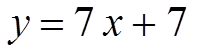 y = 7 x + 7